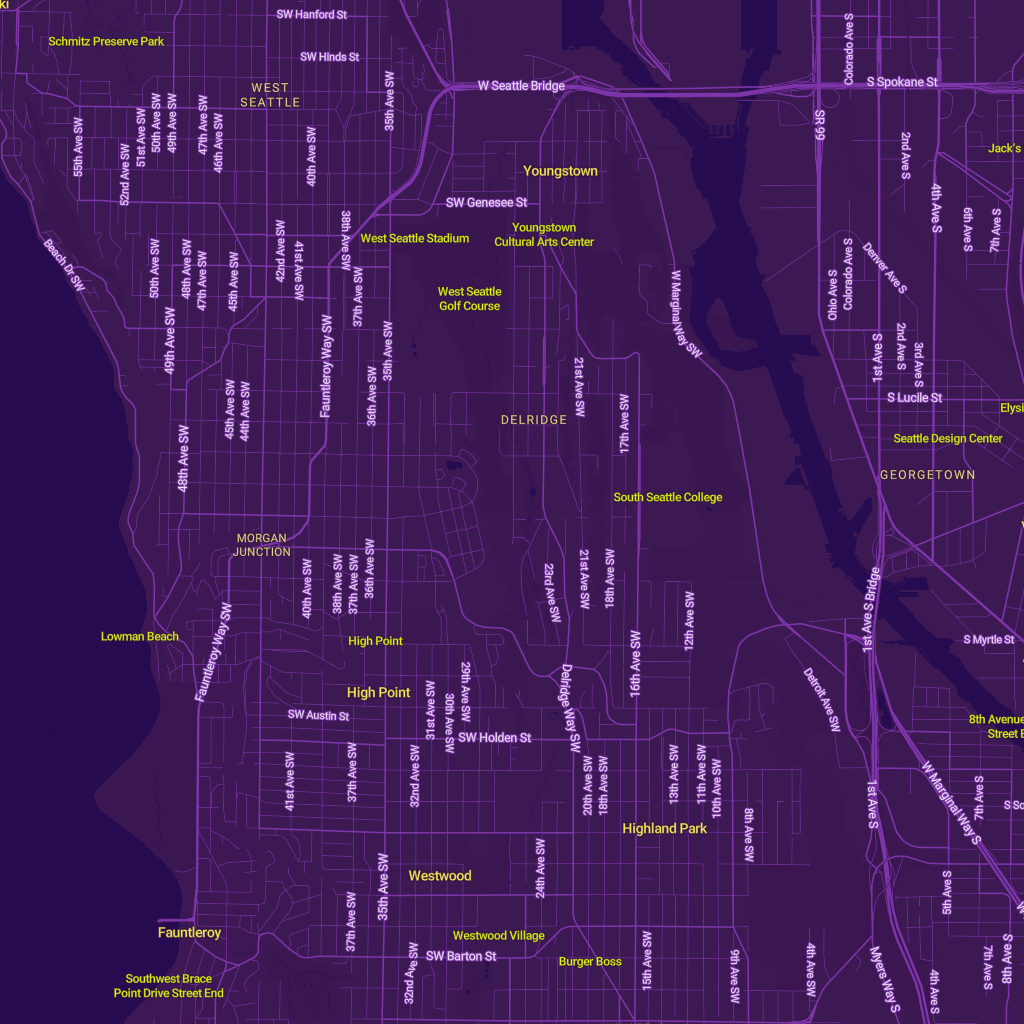 ki
SW Hanford St
Schmitz Preserve Park
SW Hinds St
Colorado Ave S
WEST
SEATTLE
W Seattle Bridge
S Spokane St
35th Ave SW
SR 99
55th Ave SW
52nd Ave SW
51st Ave SW
50th Ave SW
49th Ave SW
47th Ave SW
46th Ave SW
40th Ave SW
2nd Ave S
Jack's
Youngstown
SW Genesee St
4th Ave S
6th Ave S
7th Ave S
38th Ave SW
West Seattle Stadium
Youngstown
Cultural Arts Center
Beach Dr SW
50th Ave SW
48th Ave SW
47th Ave SW
45th Ave SW
42nd Ave SW
41st Ave SW
37th Ave SW
West Seattle
Golf Course
W Marginal Way SW
Ohio Ave S
Colorado Ave S
Denver Ave S
49th Ave SW
Fauntleroy Way SW
35th Ave SW
1st Ave S
2nd Ave S
3rd Ave S
45th Ave SW
44th Ave SW
36th Ave SW
21st Ave SW
17th Ave SW
S Lucile St
Elysi
DELRIDGE
Seattle Design Center
48th Ave SW
GEORGETOWN
South Seattle College
MORGAN
JUNCTION
40th Ave SW
38th Ave SW
37th Ave SW
36th Ave SW
23rd Ave SW
21st Ave SW
18th Ave SW
12th Ave SW
1st Ave S Bridge
Lowman Beach
Fauntleroy Way SW
High Point
S Myrtle St
16th Ave SW
High Point
31st Ave SW
30th Ave SW
29th Ave SW
Delridge Way SW
Detroit Ave SW
SW Austin St
8th Avenue
Street E
SW Holden St
41st Ave SW
37th Ave SW
32nd Ave SW
20th Ave SW
18th Ave SW
13th Ave SW
11th Ave SW
10th Ave SW
8th Ave SW
1st Ave S
W Marginal Way S
7th Ave S
S So
Highland Park
Westwood
35th Ave SW
24th Ave SW
5th Ave S
37th Ave SW
Fauntleroy
Westwood Village
SW Barton St
Burger Boss
32nd Ave SW
15th Ave SW
9th Ave SW
4th Ave SW
Myers Way S
4th Ave S
7th Ave S
8th Ave S
Southwest Brace
Point Drive Street End